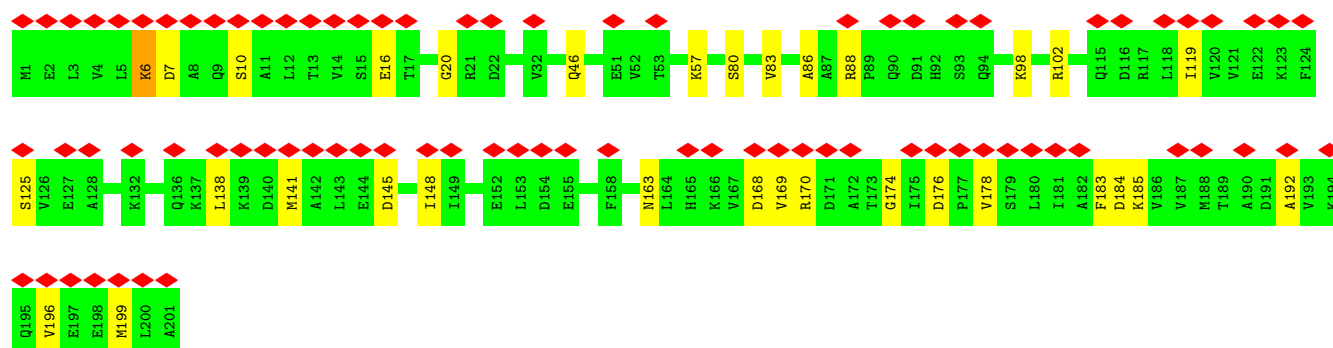 M1 E2 L3 V4 L5 K6 D7 A8 Q9 S10 A11 L12 T13 V14 S15 E16 T17 G20 R21 D22 V32 Q46 E51 V52 T53 K57 S80 V83 A86 A87 R88 P89 Q90 D91 H92 S93 Q94 K98 R102 Q115 D116 R117 L118 I119 V120 V121 E122 K123 F124
S125 V126 E127 A128 K132 Q136 K137 L138 K139 D140 M141 A142 L143 E144 D145 I148 I149 E152 L153 D154 E155 F158 N163 L164 H165 K166 V167 D168 V169 R170 D171 A172 T173 G174 I175 D176 P177 V178 S179 L180 I181 A182 F183 D184 K185 V186 V187 M188 T189 A190 D191 A192 V193 K194
Q195 V196 E197 E198 M199 L200 A201